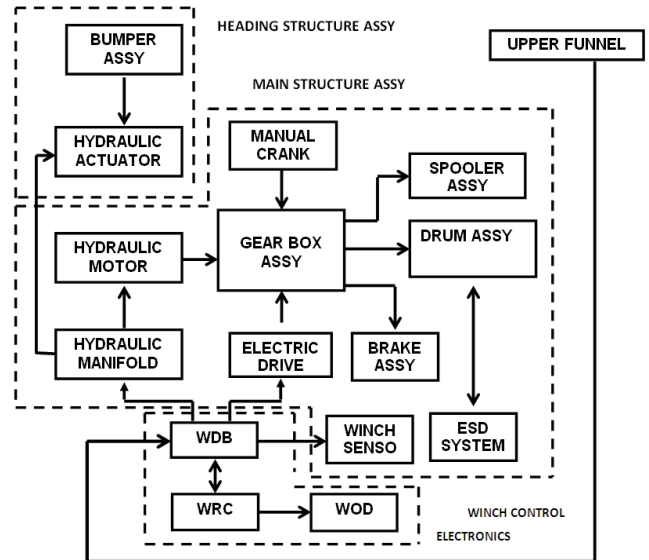 HEADING STRUCTURE ASSY
BUMPER
ASSY
UPPER FUNNEL
MAIN STRUCTURE ASSY
HYDRAULIC
ACTUATOR
MANUAL
CRANK
SPOOLER
ASSY
HYDRAULIC
MOTOR
GEAR BOX
ASSY
DRUM ASSY
HYDRAULIC
MANIFOLD
ELECTRIC
DRIVE
BRAKE
ASSY
WDB
WINCH
SENSO
ESD
SYSTEM
WRC
WOD
WINCH CONTROL
ELECTRONICS